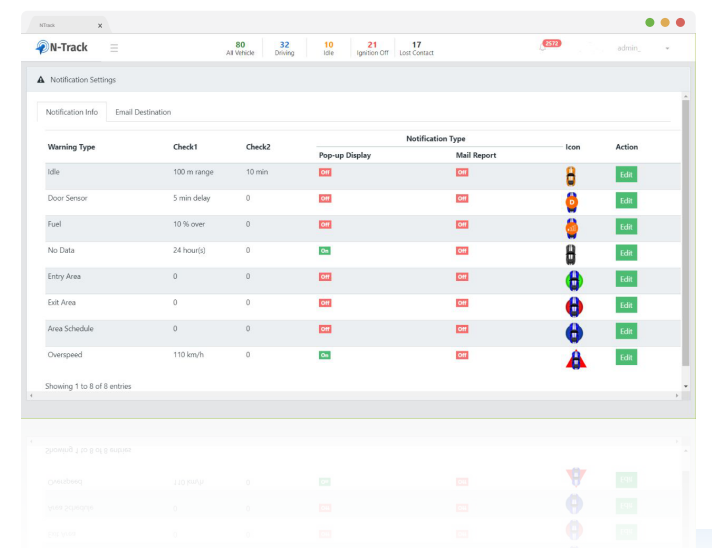 NTrack X
N-Track
80 32 10 21 17
All Vehicle Driving Idle Ignition Off Lost Contact
2572
admin_
Notification Settings
Notification Info Email Destination
Notification Type
Warning Type Check1 Check2 Icon Action
Pop-up Display Mail Report
Idle 100 m range 10 min Off Off Edit
Door Sensor 5 min delay 0 Off Off D Edit
Fuel 10 % over 0 Off Off Edit
No Data 24 hour(s) 0 On Off Edit
Entry Area 0 0 Off Off Edit
Exit Area 0 0 Off Off Edit
Area Schedule 0 0 Off Off Edit
Overspeed 110 km/h 0 On Off Edit
Showing 1 to 8 of 8 entries